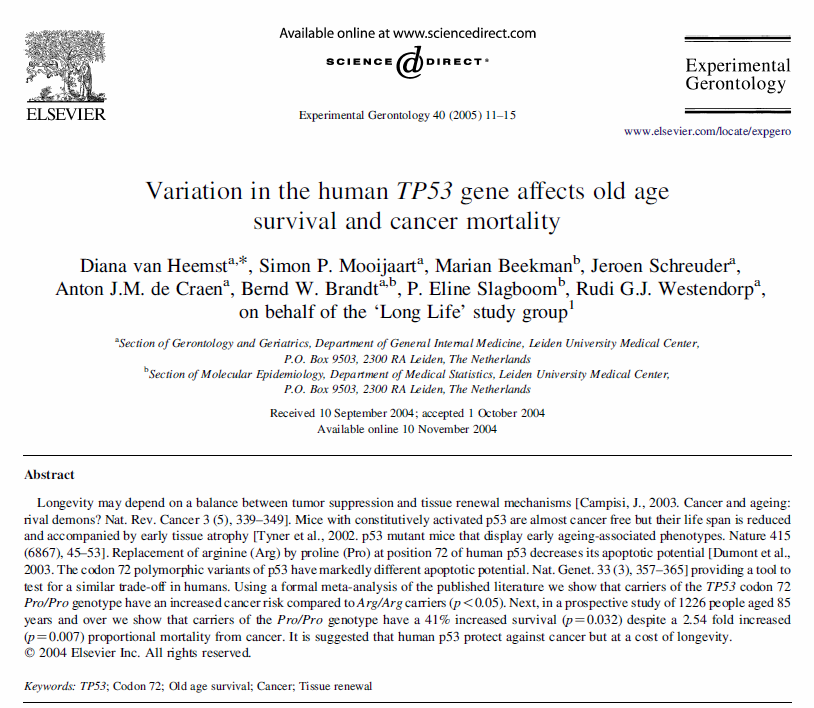 Available online at www.sciencedirect.com
SCIENCE @ DIRECT®
ELSEVIER
Experimental
Gerontology
Experimental Gerontology 40 (2005) 11–15
www.elsevier.com/locate/expgero
Variation in the human TP53 gene affects old age
survival and cancer mortality
Diana van Heemst^a,*, Simon P. Mooijaart^a, Marian Beekman^b, Jeroen Schreuder^a,
Anton J.M. de Craen^a, Bernd W. Brandt^a,b, P. Eline Slagboom^b, Rudi G.J. Westendorp^a,
on behalf of the ‘Long Life’ study group^1
^aSection of Gerontology and Geriatrics, Department of General Internal Medicine, Leiden University Medical Center,
P.O. Box 9503, 2300 RA Leiden, The Netherlands
^bSection of Molecular Epidemiology, Department of Medical Statistics, Leiden University Medical Center,
P.O. Box 9503, 2300 RA Leiden, The Netherlands
Received 10 September 2004; accepted 1 October 2004
Available online 10 November 2004
Abstract
Longevity may depend on a balance between tumor suppression and tissue renewal mechanisms [Campisi, J., 2003. Cancer and ageing:
rival demons? Nat. Rev. Cancer 3 (5), 339–349]. Mice with constitutively activated p53 are almost cancer free but their life span is reduced
and accompanied by early tissue atrophy [Tyner et al., 2002. p53 mutant mice that display early ageing-associated phenotypes. Nature 415
(6867), 45–53]. Replacement of arginine (Arg) by proline (Pro) at position 72 of human p53 decreases its apoptotic potential [Dumont et al.,
2003. The codon 72 polymorphic variants of p53 have markedly different apoptotic potential. Nat. Genet. 33 (3), 357–365] providing a tool to
test for a similar trade-off in humans. Using a formal meta-analysis of the published literature we show that carriers of the TP53 codon 72
Pro/Pro genotype have an increased cancer risk compared to Arg/Arg carriers (p<0.05). Next, in a prospective study of 1226 people aged 85
years and over we show that carriers of the Pro/Pro genotype have a 41% increased survival (p=0.032) despite a 2.54 fold increased
(p=0.007) proportional mortality from cancer. It is suggested that human p53 protect against cancer but at a cost of longevity.
© 2004 Elsevier Inc. All rights reserved.
Keywords: TP53; Codon 72; Old age survival; Cancer; Tissue renewal